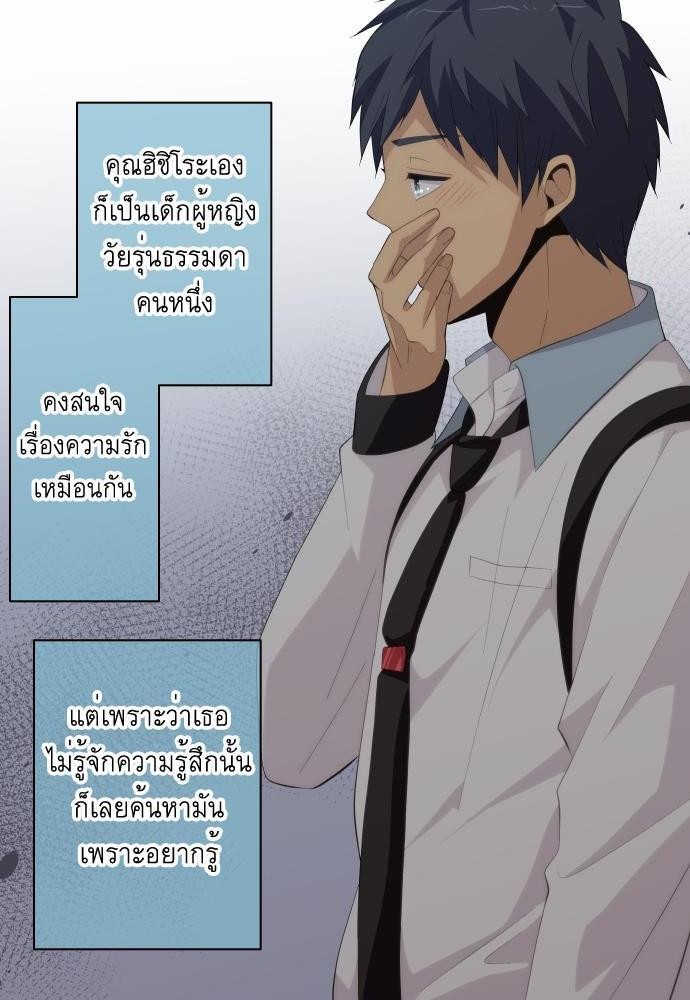 คุณฮิชิโระเอง
ก็เป็นเด็กผู้หญิง
วัยรุ่นธรรมดา
คนหนึ่ง
คงสนใจ
เรื่องความรัก
เหมือนกัน
แต่เพราะว่าเธอ
ไม่รู้จักความรู้สึกนั้น
ก็เลยค้นหามัน
เพราะอยากรู้